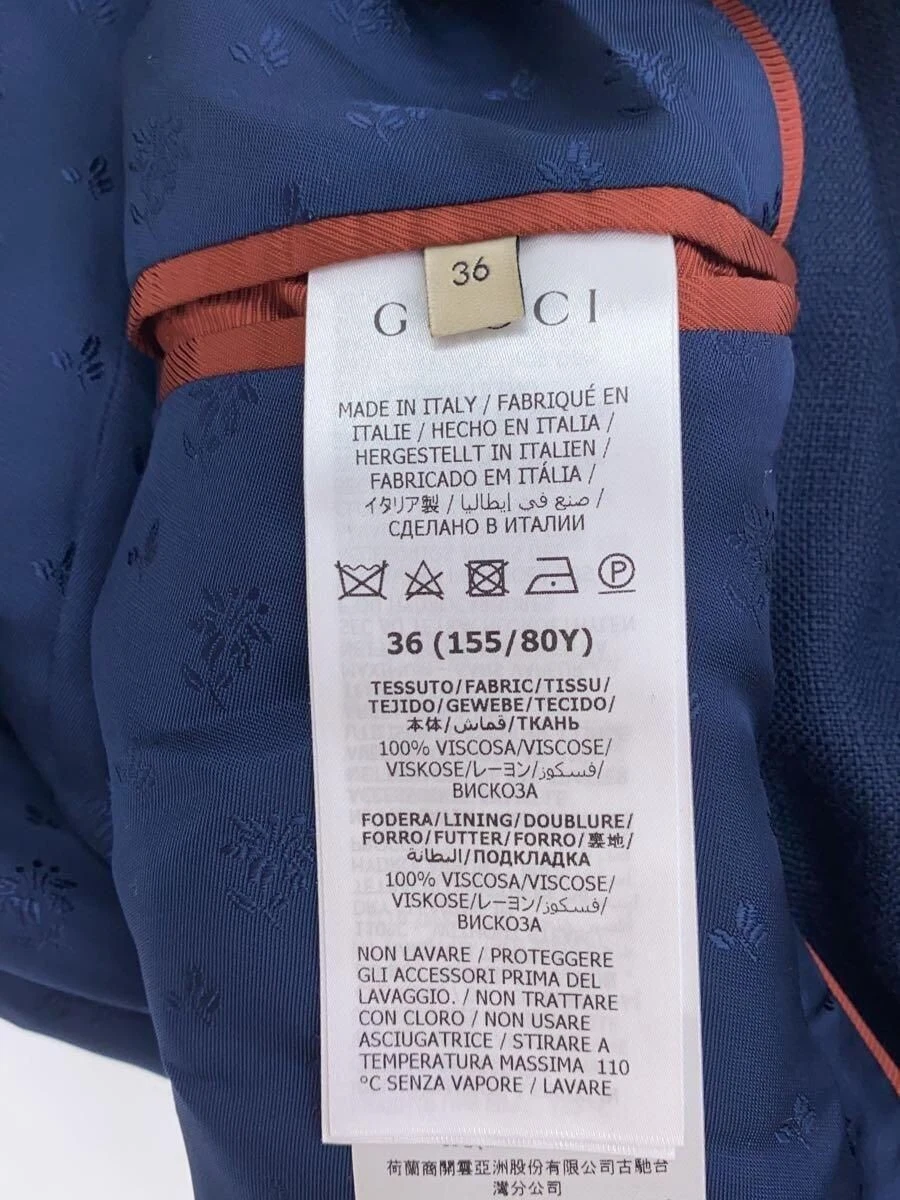 36
GUCCI
MADE IN ITALY / FABRIQUÉ EN
ITALIE / HECHO EN ITALIA /
HERGESTELLT IN ITALIEN /
FABRICADO EM ITÁLIA /
イタリア製 / صنع في إيطاليا /
СДЕЛАНО В ИТАЛИИ
P
36 (155/80Y)
TESSUTO/FABRIC/TISSU/
TEJIDO/GEWEBE/TECIDO/
本体/قماش/ТКАНЬ
100% VISCOSA/VISCOSE/
VISKOSE/レーヨン/فسكوز/
ВИСКОЗА
FODERA/LINING/DOUBLURE/
FORRO/FUTTER/FORRO/裏地/
البطانة/ПОДКЛАДКА
100% VISCOSA/VISCOSE/
VISKOSE/レーヨン/فسكوز/
ВИСКОЗА
NON LAVARE / PROTEGGERE
GLI ACCESSORI PRIMA DEL
LAVAGGIO. / NON TRATTARE
CON CLORO / NON USARE
ASCIUGATRICE / STIRARE A
TEMPERATURA MASSIMA 110
°C SENZA VAPORE / LAVARE
荷蘭商開雲亞洲股份有限公司古馳台
灣分公司